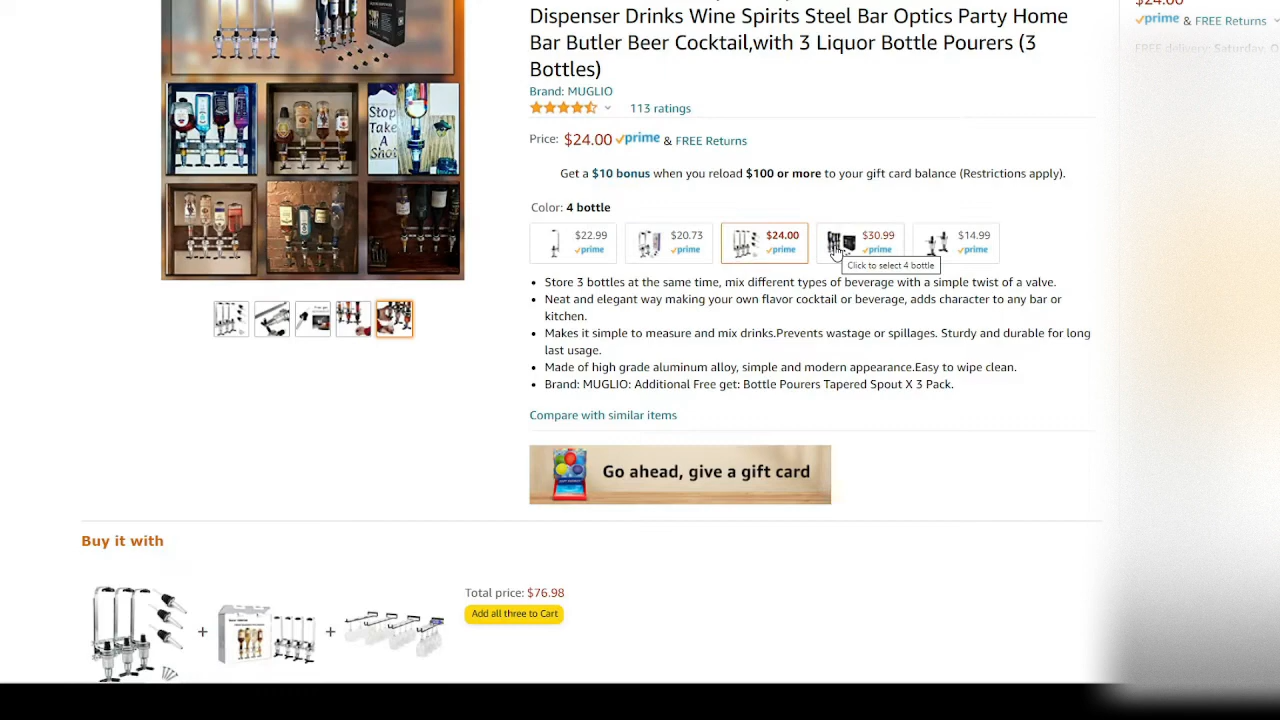 $24.00
Dispenser Drinks Wine Spirits Steel Bar Optics Party Home
prime & FREE Returns
Bar Butler Beer Cocktail,with 3 Liquor Bottle Pourers (3
FREE delivery: Saturday, O
Bottles)
Brand: MUGLIO
113 ratings
Price: $24.00 prime & FREE Returns
Stop
Take
A
Shot
Get a $10 bonus when you reload $100 or more to your gift card balance (Restrictions apply).
Color: 4 bottle
$22.99 prime
$20.73 prime
$24.00 prime
$30.99 prime
$14.99 prime
Click to select 4 bottle
• Store 3 bottles at the same time, mix different types of beverage with a simple twist of a valve.
• Neat and elegant way making your own flavor cocktail or beverage, adds character to any bar or
kitchen.
• Makes it simple to measure and mix drinks.Prevents wastage or spillages. Sturdy and durable for long
last usage.
• Made of high grade aluminum alloy, simple and modern appearance.Easy to wipe clean.
• Brand: MUGLIO: Additional Free get: Bottle Pourers Tapered Spout X 3 Pack.
Compare with similar items
Go ahead, give a gift card
Buy it with
+
+
Total price: $76.98
Add all three to Cart